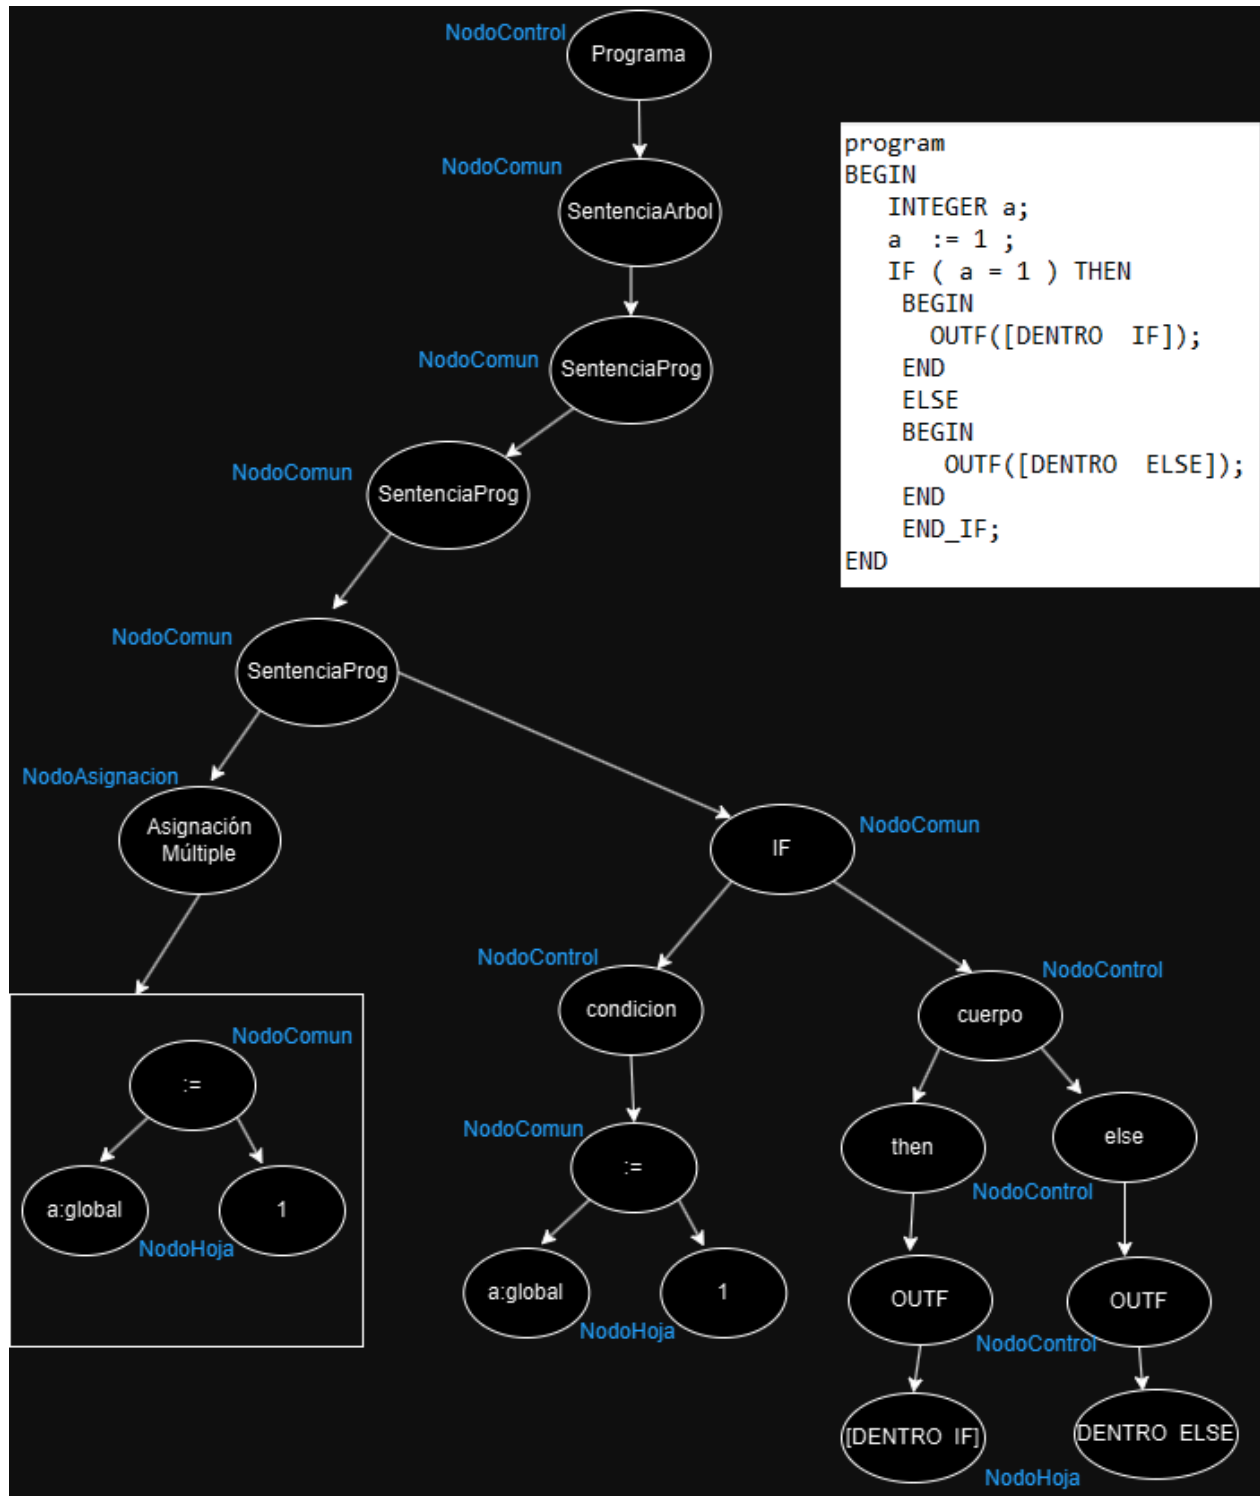 NodoControl
Programa
NodoComun
SentenciaArbol
NodoComun
SentenciaProg
NodoComun
SentenciaProg
NodoComun
SentenciaProg
NodoAsignacion
Asignación
Múltiple
NodoComun
:=
a:global
1
NodoHoja
IF
NodoComun
NodoControl
condicion
NodoComun
:=
a:global
1
NodoHoja
NodoControl
cuerpo
then
else
NodoControl
OUTF
OUTF
NodoControl
[DENTRO  IF]
DENTRO  ELSE
NodoHoja
program
BEGIN
INTEGER a;
a  := 1 ;
IF ( a = 1 ) THEN
BEGIN
OUTF([DENTRO  IF]);
END
ELSE
BEGIN
OUTF([DENTRO  ELSE]);
END
END_IF;
END